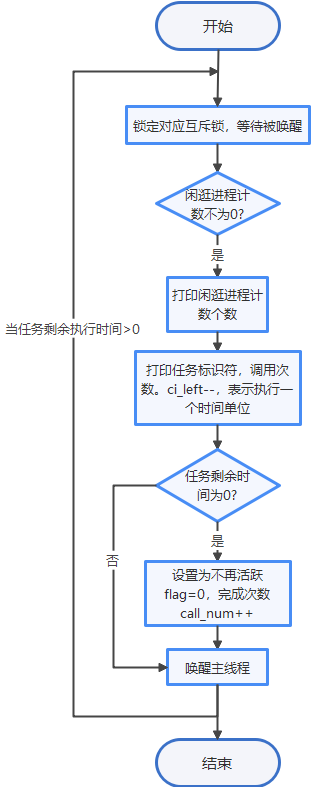 开始
锁定对应互斥锁，等待被唤醒
闲逛进程计
数不为0?
是
打印闲逛进程计
数个数
当任务剩余执行时间>0
打印任务标识符，调用次
数。ci_left--，表示执行一
个时间单位
任务剩余时
间为0?
是
否
设置为不再活跃
flag=0，完成次数
call_num++
唤醒主线程
结束